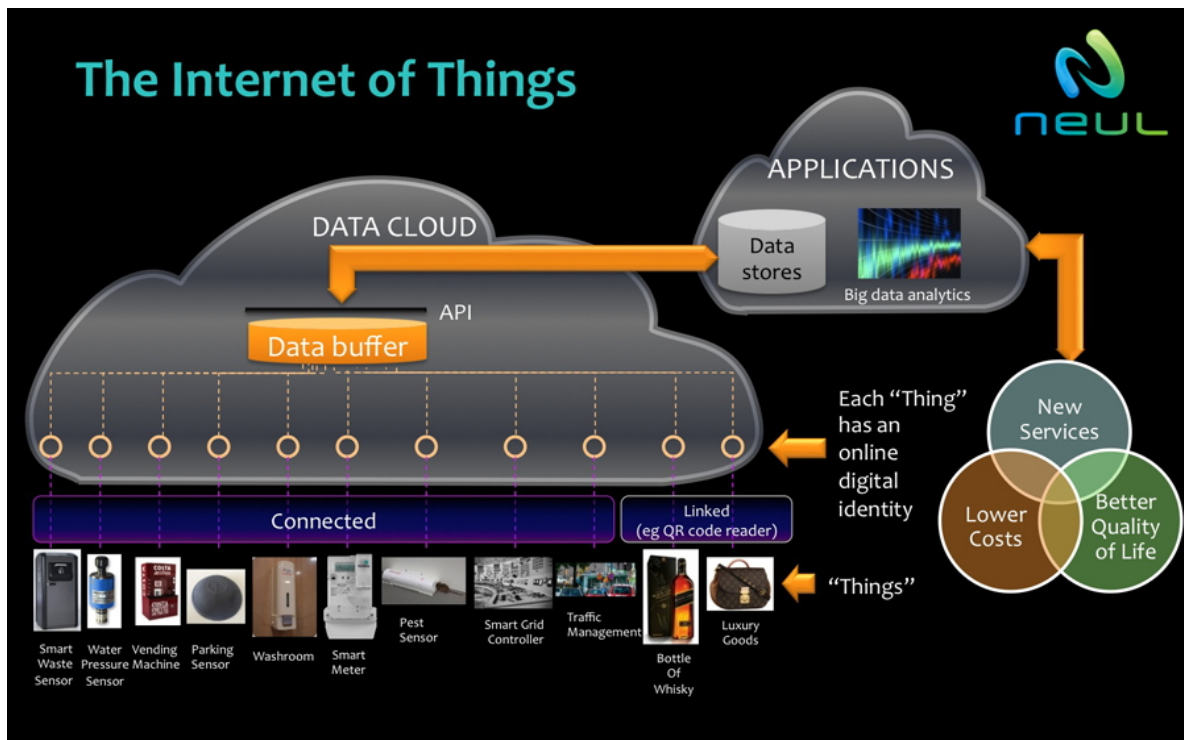 The Internet of Things
neul
APPLICATIONS
DATA CLOUD
Data
stores
Big data analytics
API
Data buffer
Each “Thing”
has an
online
digital
identity
New
Services
Lower
Costs
Better
Quality
of Life
Connected
Linked
(eg QR code reader)
“Things”
COSTA
Smart
Waste
Sensor
Water
Pressure
Sensor
Vending
Machine
Parking
Sensor
Washroom
Smart
Meter
Pest
Sensor
Smart Grid
Controller
Traffic
Management
Bottle
Of
Whisky
Luxury
Goods